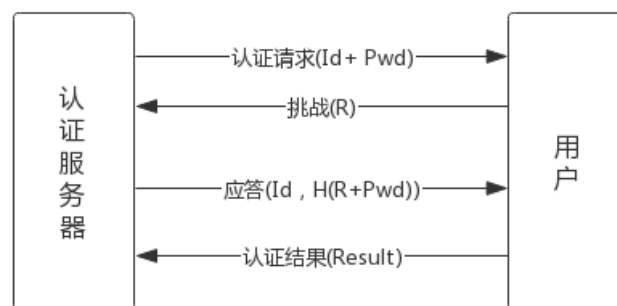 认证服务器
认证请求(Id+ Pwd)
挑战(R)
应答(Id , H(R+Pwd))
认证结果(Result)
用户